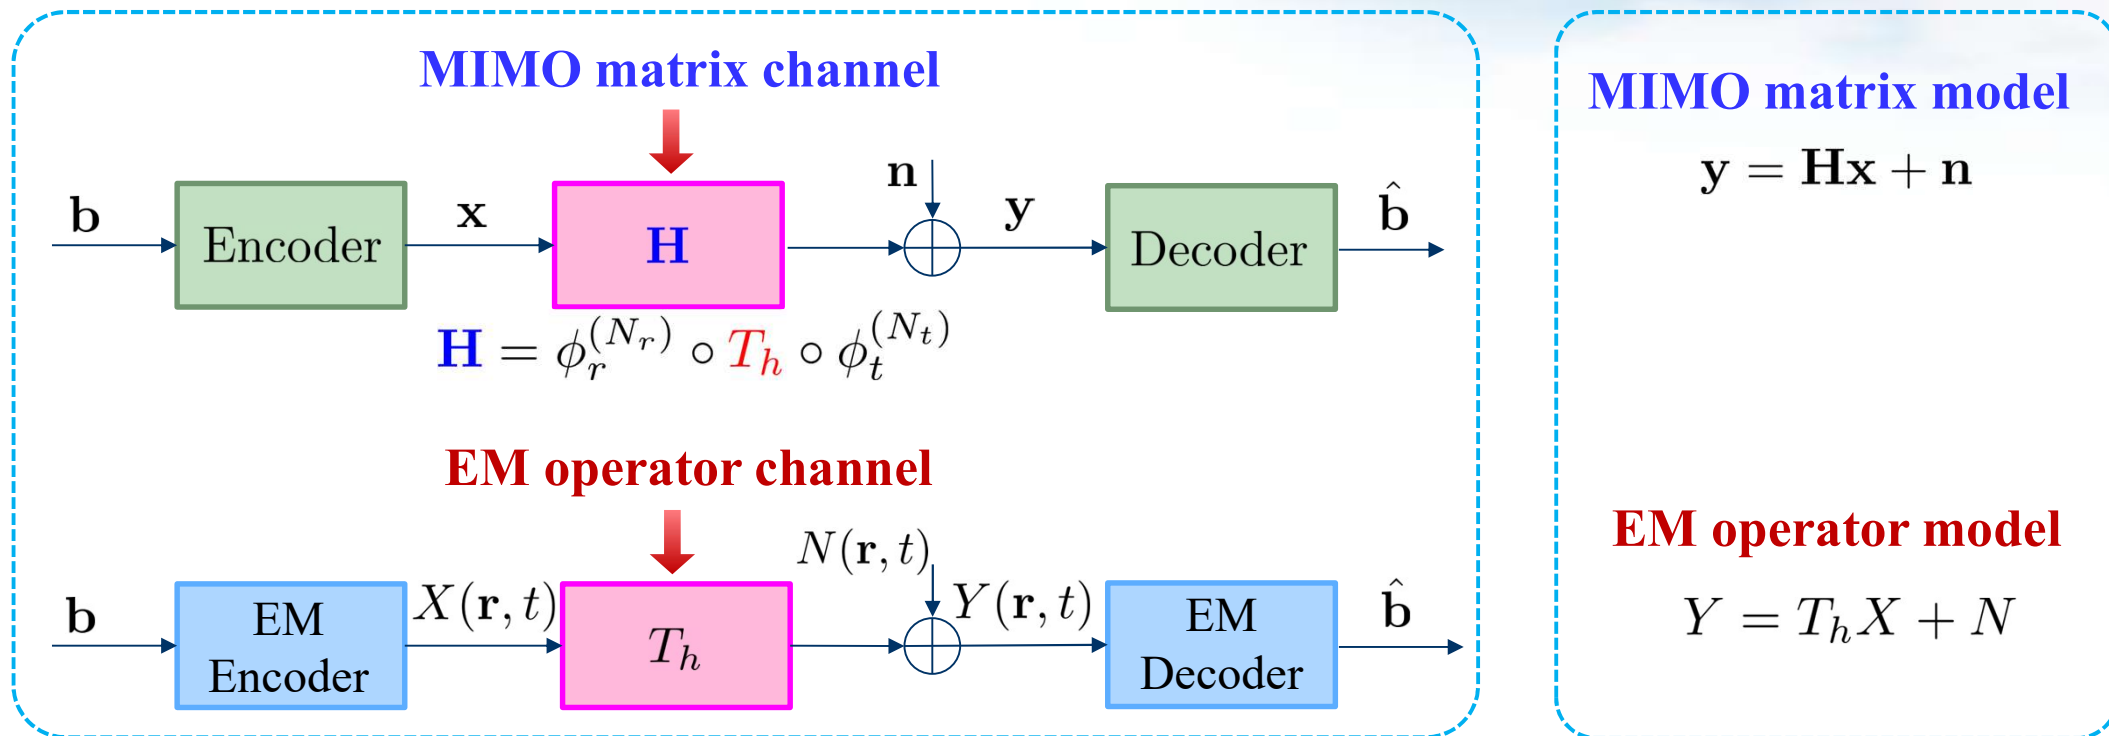 MIMO matrix channel
b
Encoder
x
H
n
y
Decoder
b̂
H = φ_r^{(N_r)} ∘ T_h ∘ φ_t^{(N_t)}
EM operator channel
b
EM
Encoder
X(r, t)
T_h
N(r, t)
Y(r, t)
EM
Decoder
b̂
MIMO matrix model
y = Hx + n
EM operator model
Y = T_h X + N